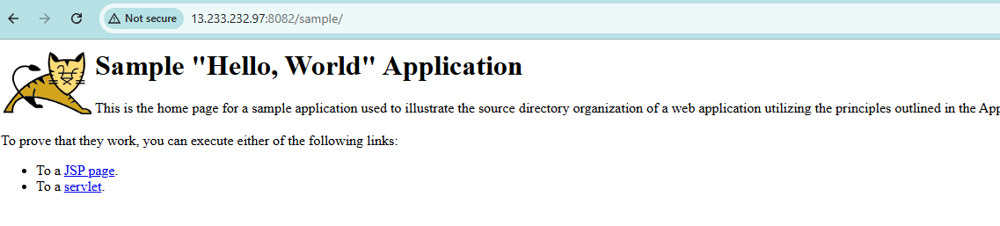 Not secure 13.233.232.97:8082/sample/
Sample "Hello, World" Application
This is the home page for a sample application used to illustrate the source directory organization of a web application utilizing the principles outlined in the
To prove that they work, you can execute either of the following links:
• To a JSP page.
• To a servlet.